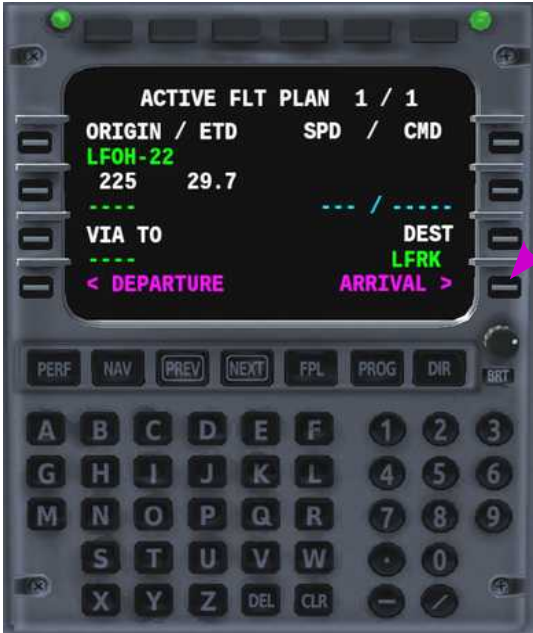 ACTIVE FLT PLAN 1 / 1
ORIGIN / ETD SPD / CMD
LFOH-22
225 29.7
---- --- / -----
VIA TO DEST
---- LFRK
< DEPARTURE ARRIVAL >
PERF NAV PREV NEXT FPL PROG DIR BRT
A B C D E F 1 2 3
G H I J K L 4 5 6
M N O P Q R 7 8 9
S T U V W · 0
X Y Z DEL CLR - /